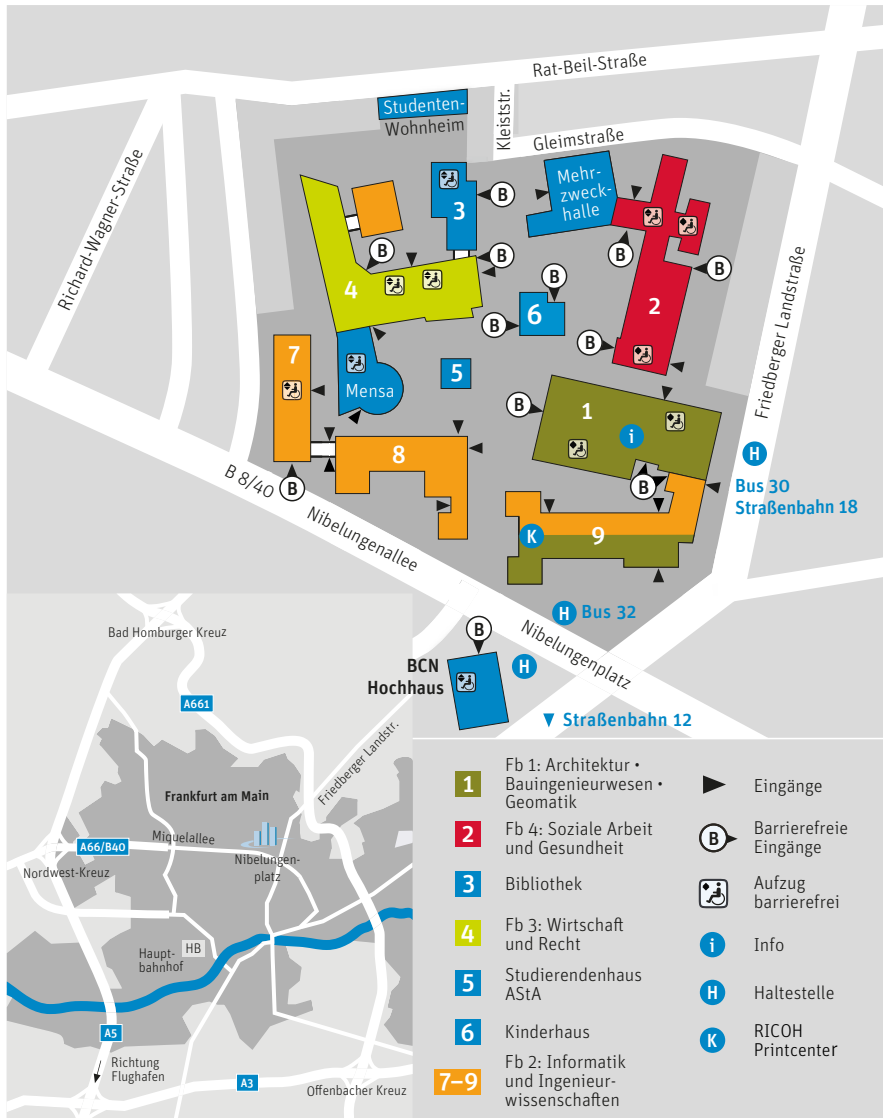 Rat-Beil-Straße
Studenten-
Wohnheim
Kleiststr.
Gleimstraße
Richard-Wagner-Straße
Mehr-
zweck-
halle
3
B
B
B
B
B
B
B
B
B
B
B
B
B
4
6
2
7
Mensa
5
1
i
8
9
K
Friedberger Landstraße
H
Bus 30
Straßenbahn 18
B 8/40
Nibelungenallee
H Bus 32
Nibelungenplatz
BCN
Hochhaus
H
Straßenbahn 12
Bad Homburger Kreuz
A661
Friedberger Landstr.
Frankfurt am Main
Miquelallee
A66/B40
Nibelungen-
platz
Nordwest-Kreuz
Haupt-
bahnhof
HB
A5
Richtung
Flughafen
A3
Offenbacher Kreuz
1
Fb 1: Architektur •
Bauingenieurwesen •
Geomatik
2
Fb 4: Soziale Arbeit
und Gesundheit
3
Bibliothek
4
Fb 3: Wirtschaft
und Recht
5
Studierendenhaus
AStA
6
Kinderhaus
7–9
Fb 2: Informatik
und Ingenieur-
wissenschaften
Eingänge
B
Barrierefreie
Eingänge
Aufzug
barrierefrei
i
Info
H
Haltestelle
K
RICOH
Printcenter